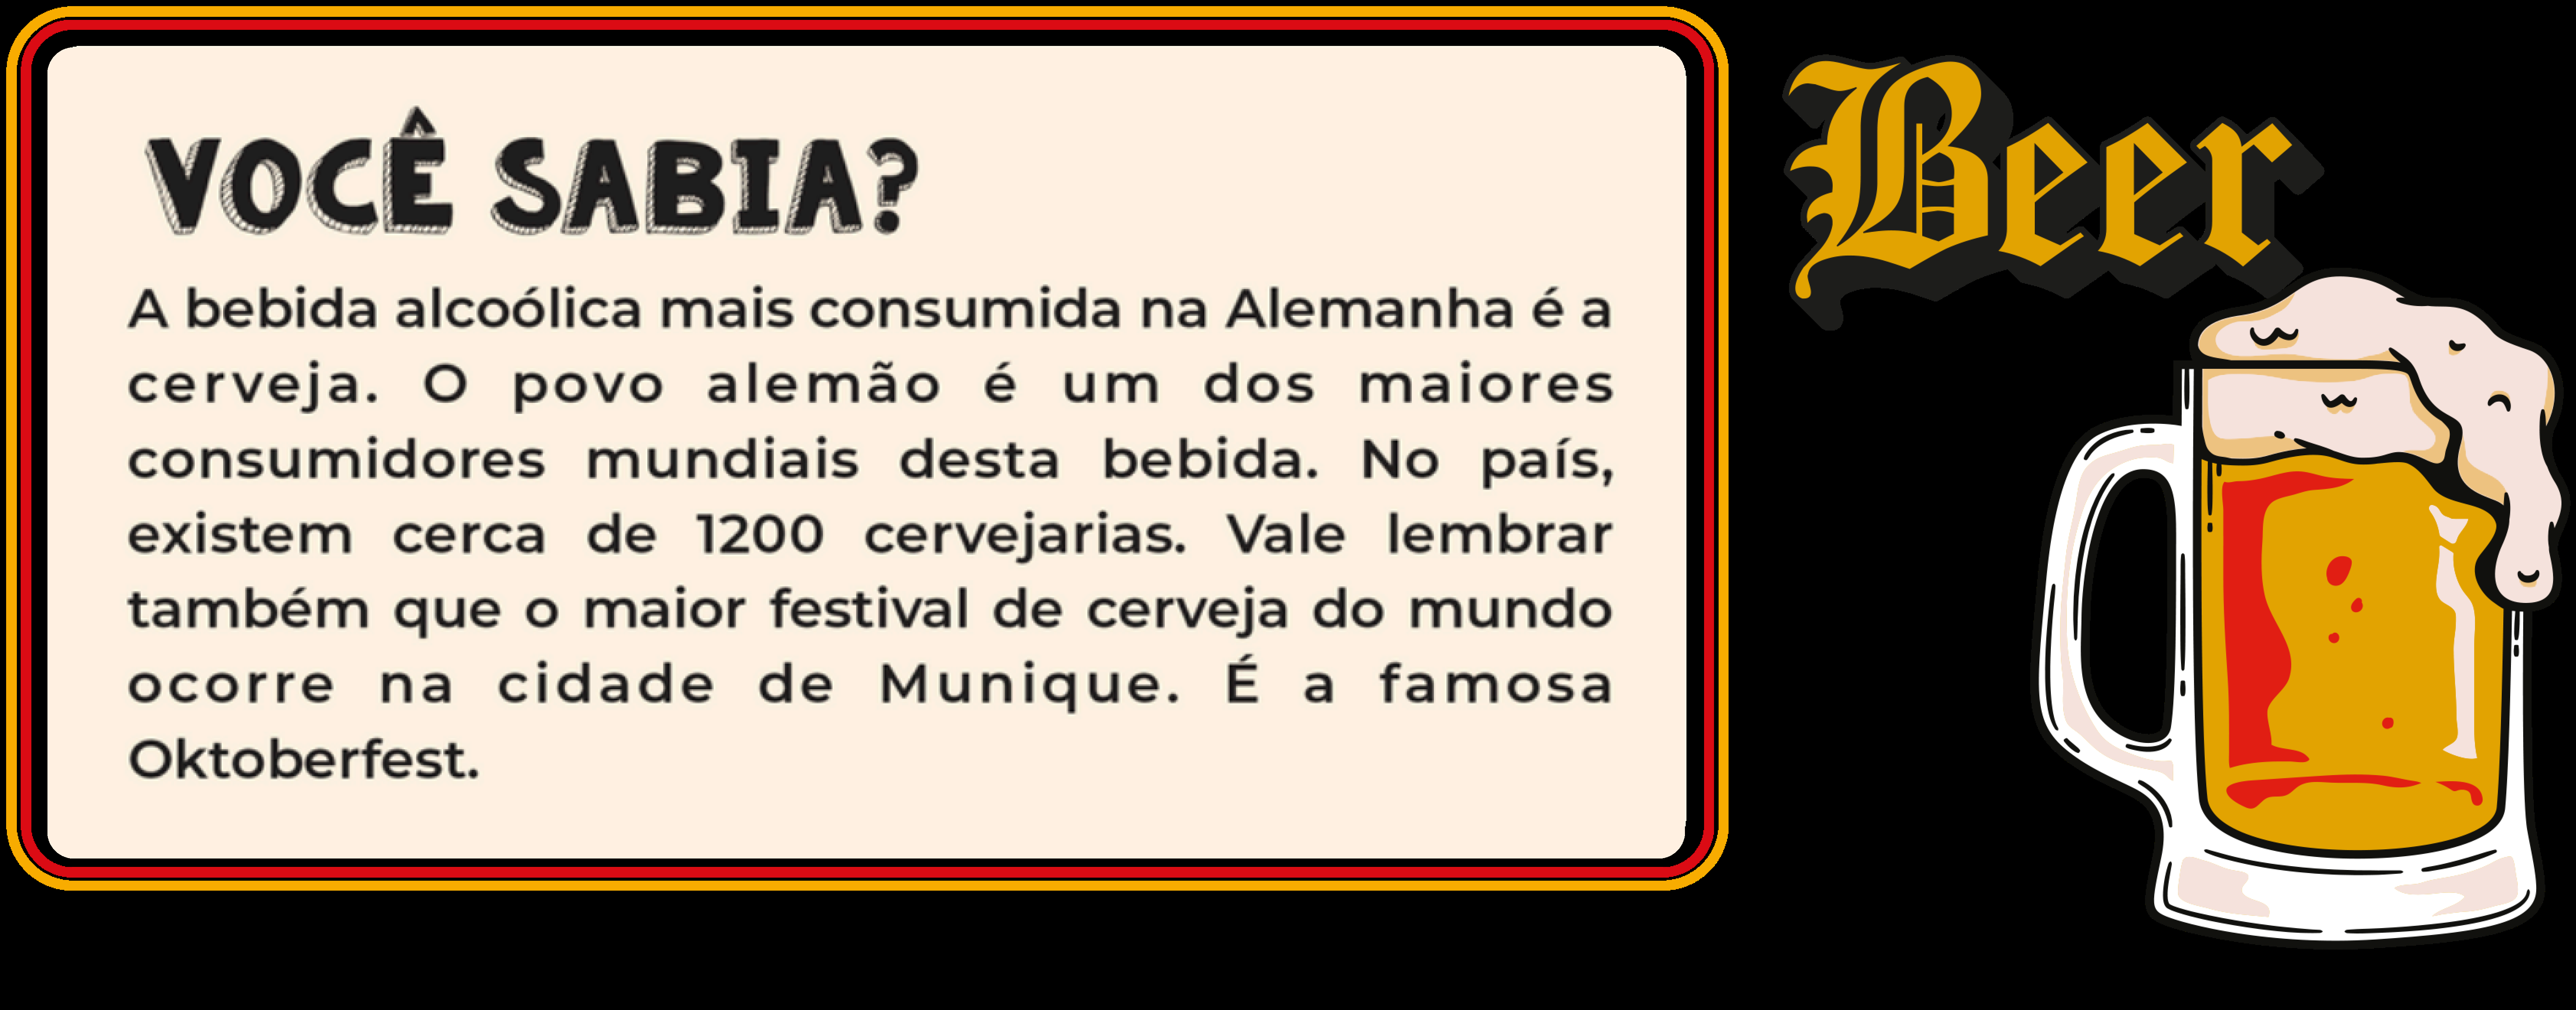 VOCÊ SABIA?
A bebida alcoólica mais consumida na Alemanha é a
cerveja. O povo alemão é um dos maiores
consumidores mundiais desta bebida. No país,
existem cerca de 1200 cervejarias. Vale lembrar
também que o maior festival de cerveja do mundo
ocorre na cidade de Munique. É a famosa
Oktoberfest.
Beer